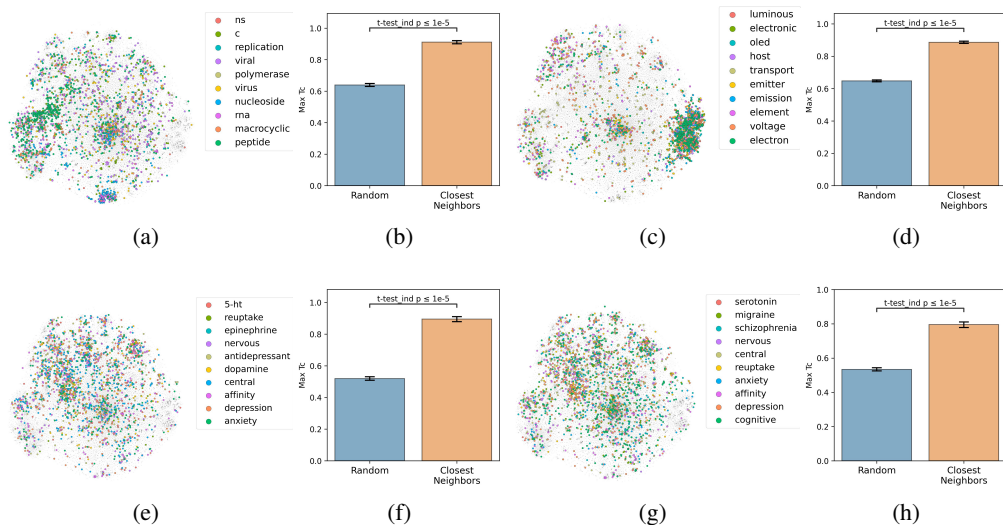 ns
c
replication
viral
polymerase
virus
nucleoside
rna
macrocyclic
peptide
(a)
t-test_ind p ≤ 1e-5
1.0
0.8
0.6
0.4
0.2
0.0
Max Tc
Random
Closest
Neighbors
(b)
luminous
electronic
oled
host
transport
emitter
emission
element
voltage
electron
(c)
t-test_ind p ≤ 1e-5
1.0
0.8
0.6
0.4
0.2
0.0
Max Tc
Random
Closest
Neighbors
(d)
5-ht
reuptake
epinephrine
nervous
antidepressant
dopamine
central
affinity
depression
anxiety
(e)
t-test_ind p ≤ 1e-5
1.0
0.8
0.6
0.4
0.2
0.0
Max Tc
Random
Closest
Neighbors
(f)
serotonin
migraine
schizophrenia
nervous
central
reuptake
anxiety
affinity
depression
cognitive
(g)
t-test_ind p ≤ 1e-5
1.0
0.8
0.6
0.4
0.2
0.0
Max Tc
Random
Closest
Neighbors
(h)